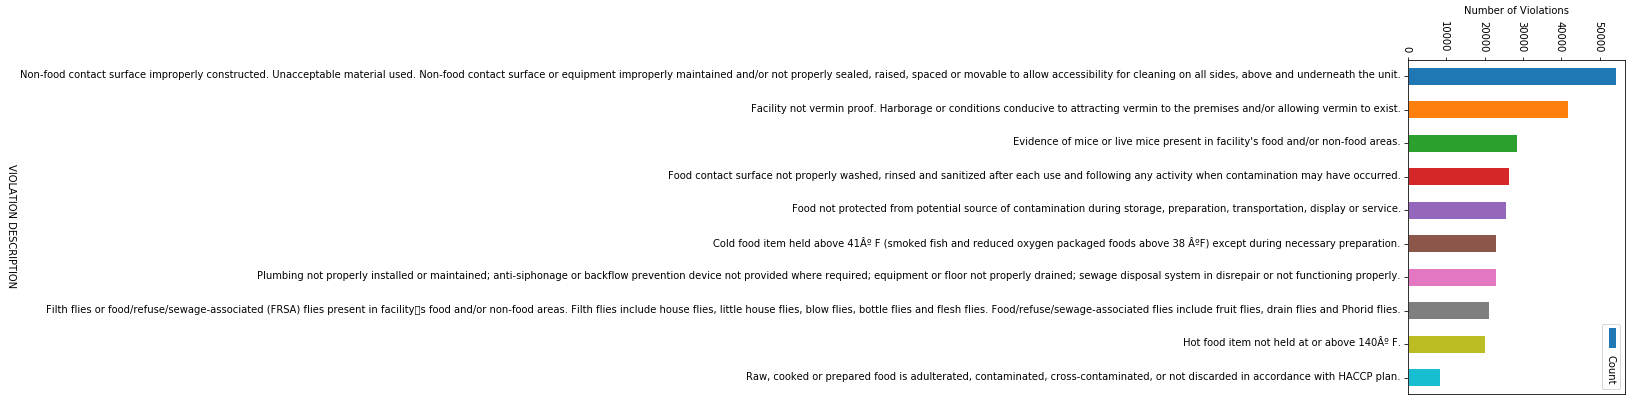 Number of Violations
0
10000
20000
30000
40000
50000
Non-food contact surface improperly constructed. Unacceptable material used. Non-food contact surface or equipment improperly maintained and/or not properly sealed, raised, spaced or movable to allow accessibility for cleaning on all sides, above and underneath the unit.
Facility not vermin proof. Harborage or conditions conducive to attracting vermin to the premises and/or allowing vermin to exist.
Evidence of mice or live mice present in facility's food and/or non-food areas.
Food contact surface not properly washed, rinsed and sanitized after each use and following any activity when contamination may have occurred.
Food not protected from potential source of contamination during storage, preparation, transportation, display or service.
Cold food item held above 41Âº F (smoked fish and reduced oxygen packaged foods above 38 ÂºF) except during necessary preparation.
Plumbing not properly installed or maintained; anti-siphonage or backflow prevention device not provided where required; equipment or floor not properly drained; sewage disposal system in disrepair or not functioning properly.
Filth flies or food/refuse/sewage-associated (FRSA) flies present in facility▯s food and/or non-food areas. Filth flies include house flies, little house flies, blow flies, bottle flies and flesh flies. Food/refuse/sewage-associated flies include fruit flies, drain flies and Phorid flies.
Hot food item not held at or above 140Âº F.
Raw, cooked or prepared food is adulterated, contaminated, cross-contaminated, or not discarded in accordance with HACCP plan.
VIOLATION DESCRIPTION
Count